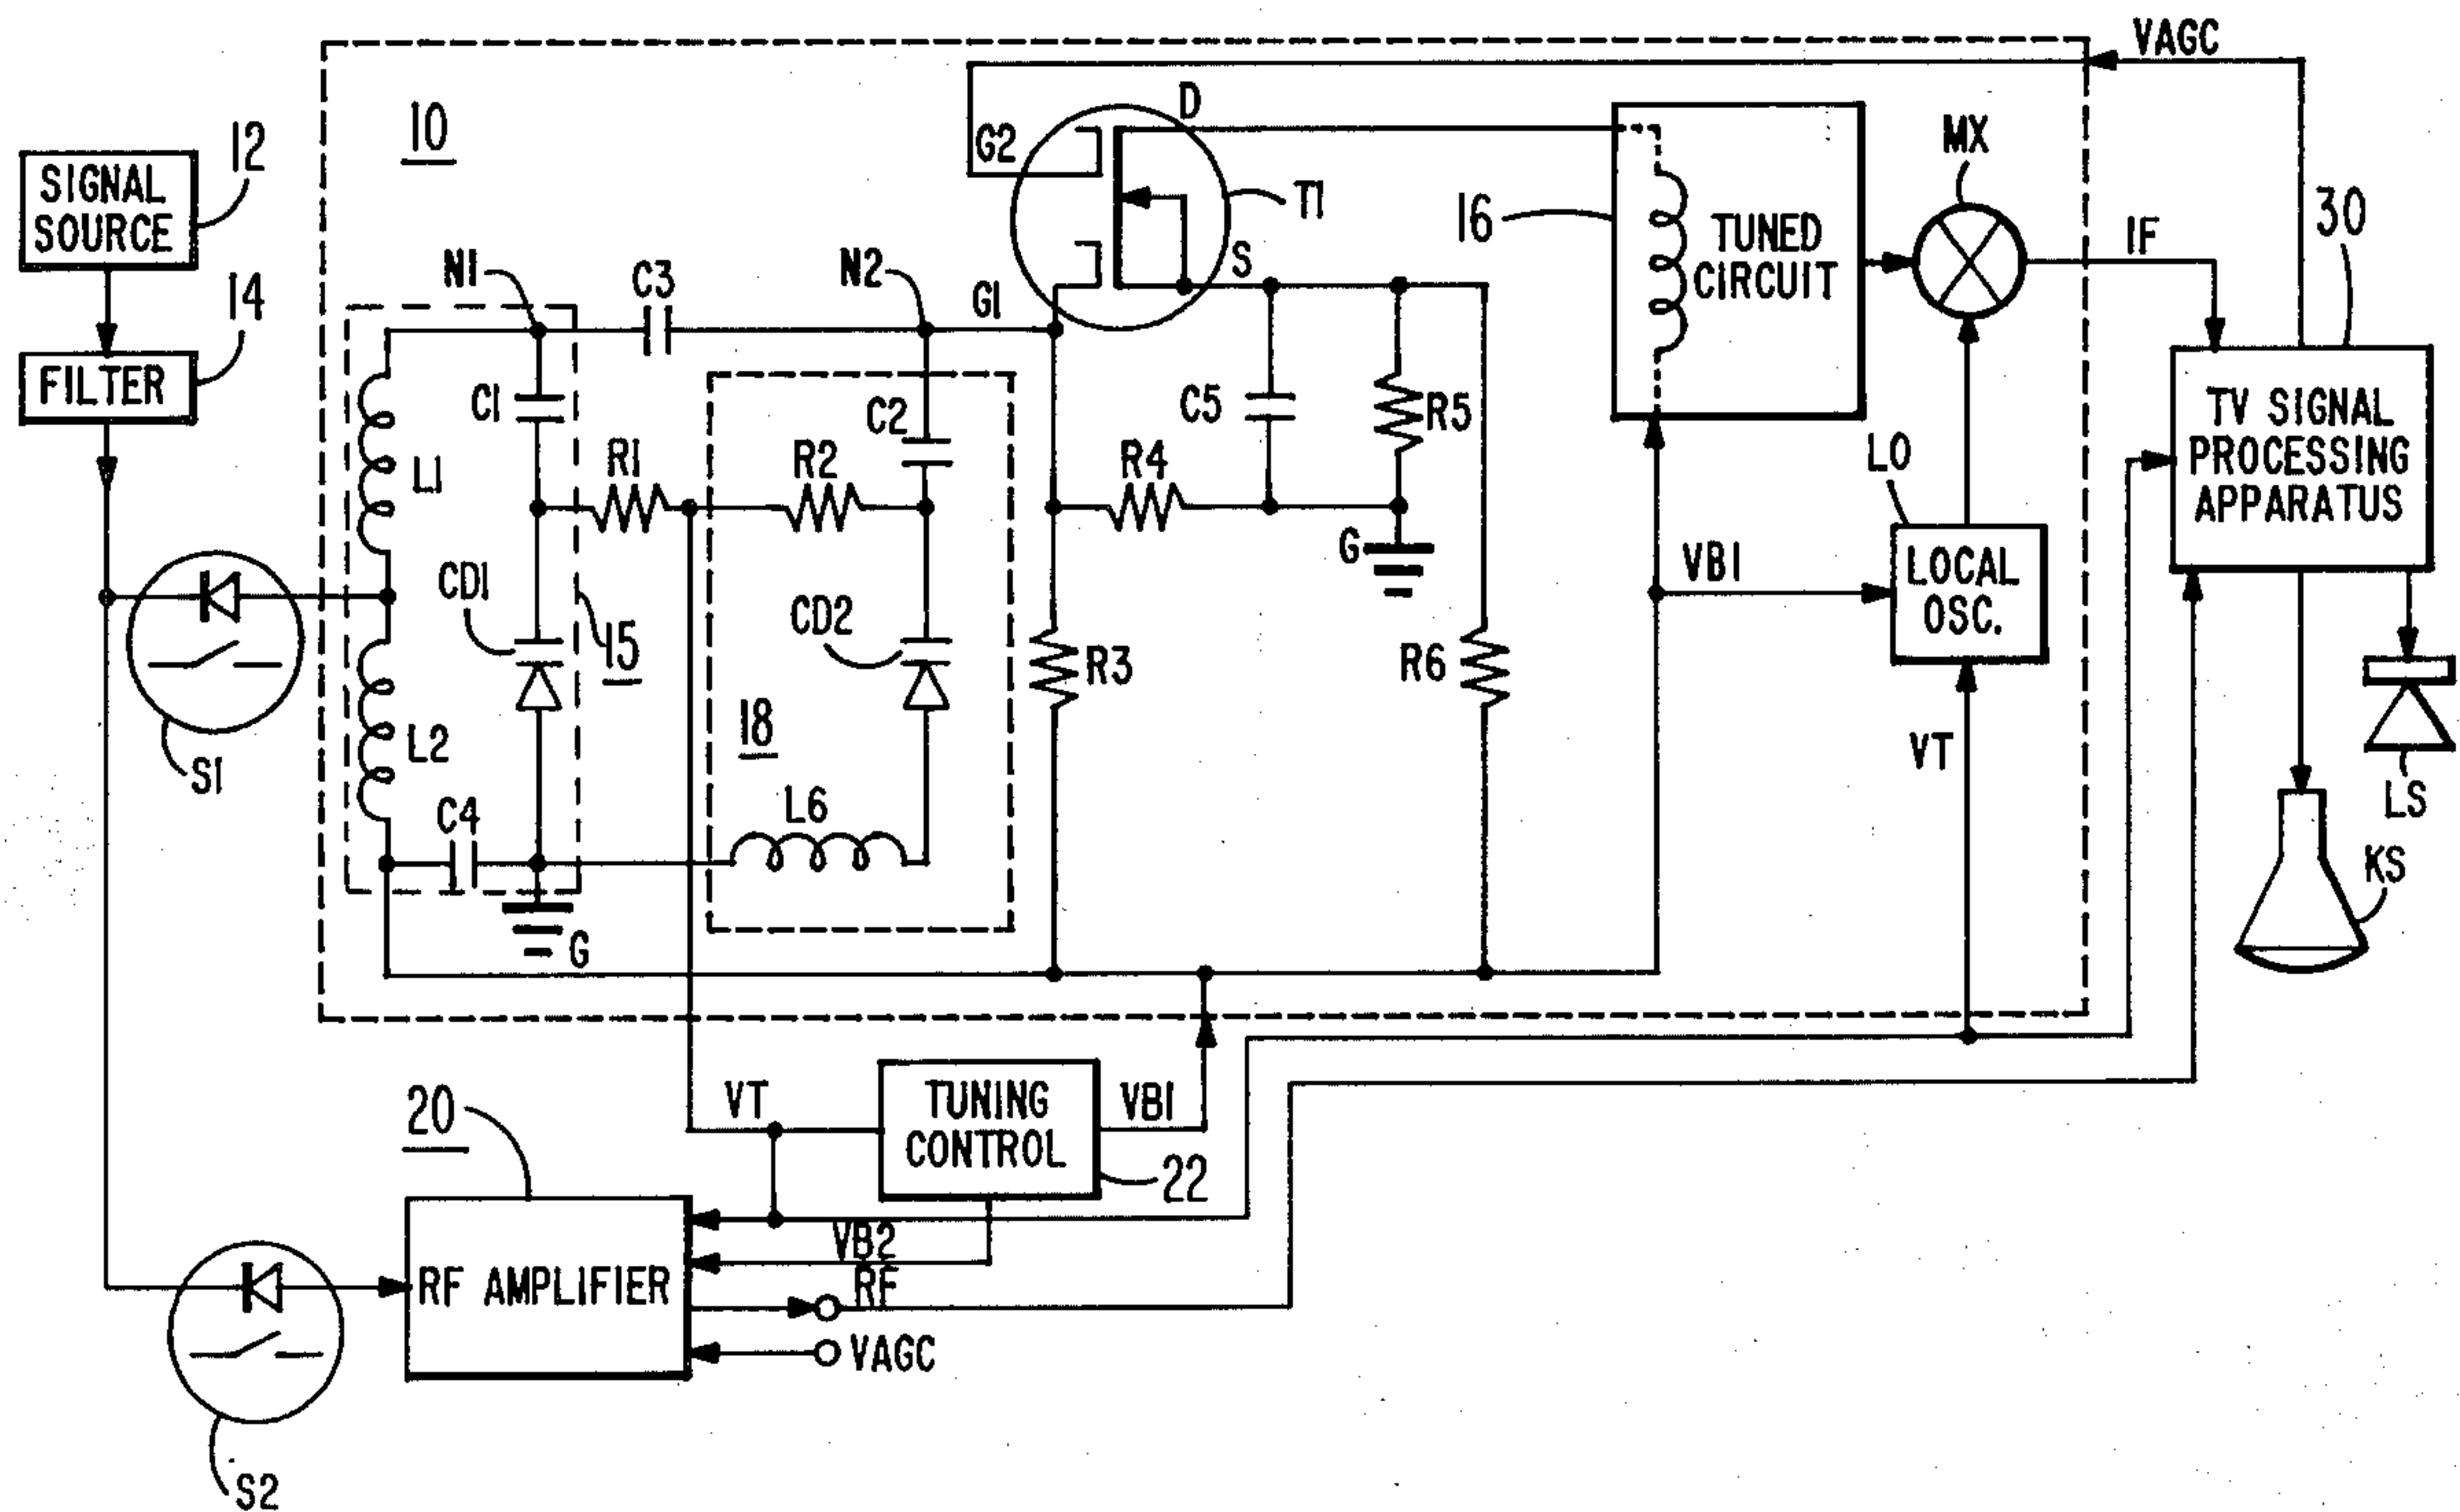 VAGC
10
12
SIGNAL
SOURCE
14
FILTER
D
G2
T1
S
G1
N1
C3
N2
16
TUNED
CIRCUIT
MX
IF
30
TV SIGNAL
PROCESSING
APPARATUS
C1
L1
R1
C2
R2
R4
C5
R5
G
LO
LOCAL
OSC.
VB1
CD1
15
CD2
R3
R6
S1
L2
18
L6
C4
G
VT
LS
KS
20
VT
TUNING
CONTROL
VB1
22
VB2
RF AMPLIFIER
RF
VAGC
S2